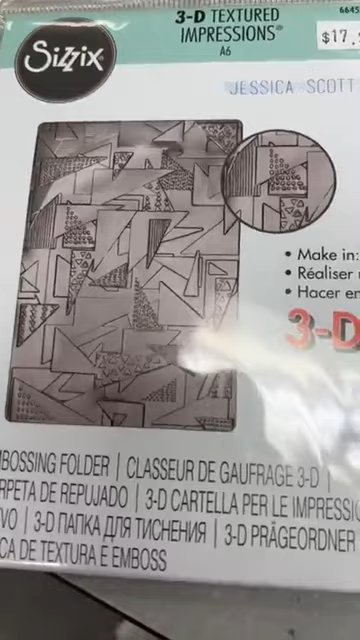 Sizzix
3-D TEXTURED
IMPRESSIONS®
A6
6645
$17.
JESSICA SCOTT
• Make in:
• Réaliser
• Hacer en
3-D
MBOSSING FOLDER | CLASSEUR DE GAUFRAGE 3-D |
RPETA DE REPUJADO | 3-D CARTELLA PER LE IMPRESSIO
VO | 3-D ПАПКА ДЛЯ ТИСНЕНИЯ | 3-D PRÄGEORDNER
CA DE TEXTURA E EMBOSS